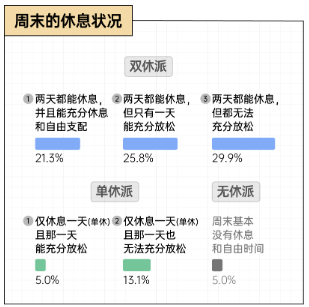 周末的休息状况
双休派
① 两天都能休息,
并且能充分休息
和自由支配
21.3%
② 两天都能休息,
但只有一天
能充分放松
25.8%
③ 两天都能休息,
但都无法
充分放松
29.9%
单休派
① 仅休息一天(单休)
且那一天
能充分放松
5.0%
② 仅休息一天(单休)
且那一天也
无法充分放松
13.1%
无休派
周末基本
没有休息
和自由时间
5.0%